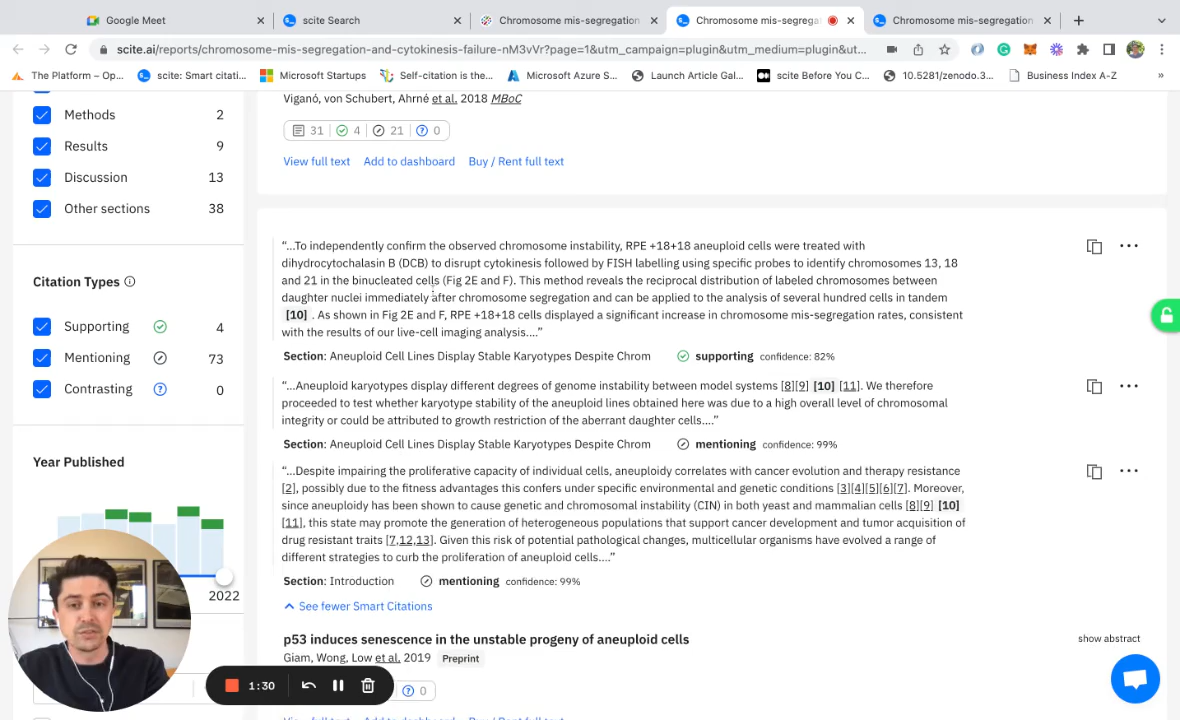 Google Meet
scite Search
Chromosome mis-segregation
Chromosome mis-segrega
Chromosome mis-segregation
scite.ai/reports/chromosome-mis-segregation-and-cytokinesis-failure-nM3vVr?page=1&utm_campaign=plugin&utm_medium=plugin&ut...
The Platform – Op...
scite: Smart citati...
Microsoft Startups
Self-citation is the...
Microsoft Azure S...
Launch Article Gal...
scite Before You C...
10.5281/zenodo.3...
Business Index A-Z
»
Methods 2
Results 9
Discussion 13
Other sections 38
Citation Types
Supporting 4
Mentioning 73
Contrasting 0
Year Published
2022
Viganó, von Schubert, Ahrné et al. 2018 MBoC
31 4 21 0
View full text Add to dashboard Buy / Rent full text
“...To independently confirm the observed chromosome instability, RPE +18+18 aneuploid cells were treated with
dihydrocytochalasin B (DCB) to disrupt cytokinesis followed by FISH labelling using specific probes to identify chromosomes 13, 18
and 21 in the binucleated cells (Fig 2E and F). This method reveals the reciprocal distribution of labeled chromosomes between
daughter nuclei immediately after chromosome segregation and can be applied to the analysis of several hundred cells in tandem
[10] . As shown in Fig 2E and F, RPE +18+18 cells displayed a significant increase in chromosome mis-segregation rates, consistent
with the results of our live-cell imaging analysis....”
Section: Aneuploid Cell Lines Display Stable Karyotypes Despite Chrom supporting confidence: 82%
“...Aneuploid karyotypes display different degrees of genome instability between model systems [8][9] [10] [11]. We therefore
proceeded to test whether karyotype stability of the aneuploid lines obtained here was due to a high overall level of chromosomal
integrity or could be attributed to growth restriction of the aberrant daughter cells....”
Section: Aneuploid Cell Lines Display Stable Karyotypes Despite Chrom mentioning confidence: 99%
“...Despite impairing the proliferative capacity of individual cells, aneuploidy correlates with cancer evolution and therapy resistance
[2], possibly due to the fitness advantages this confers under specific environmental and genetic conditions [3][4][5][6][7]. Moreover,
since aneuploidy has been shown to cause genetic and chromosomal instability (CIN) in both yeast and mammalian cells [8][9] [10]
[11], this state may promote the generation of heterogeneous populations that support cancer development and tumor acquisition of
drug resistant traits [7,12,13]. Given this risk of potential pathological changes, multicellular organisms have evolved a range of
different strategies to curb the proliferation of aneuploid cells....”
Section: Introduction mentioning confidence: 99%
See fewer Smart Citations
p53 induces senescence in the unstable progeny of aneuploid cells
show abstract
Giam, Wong, Low et al. 2019 Preprint
0
1:30